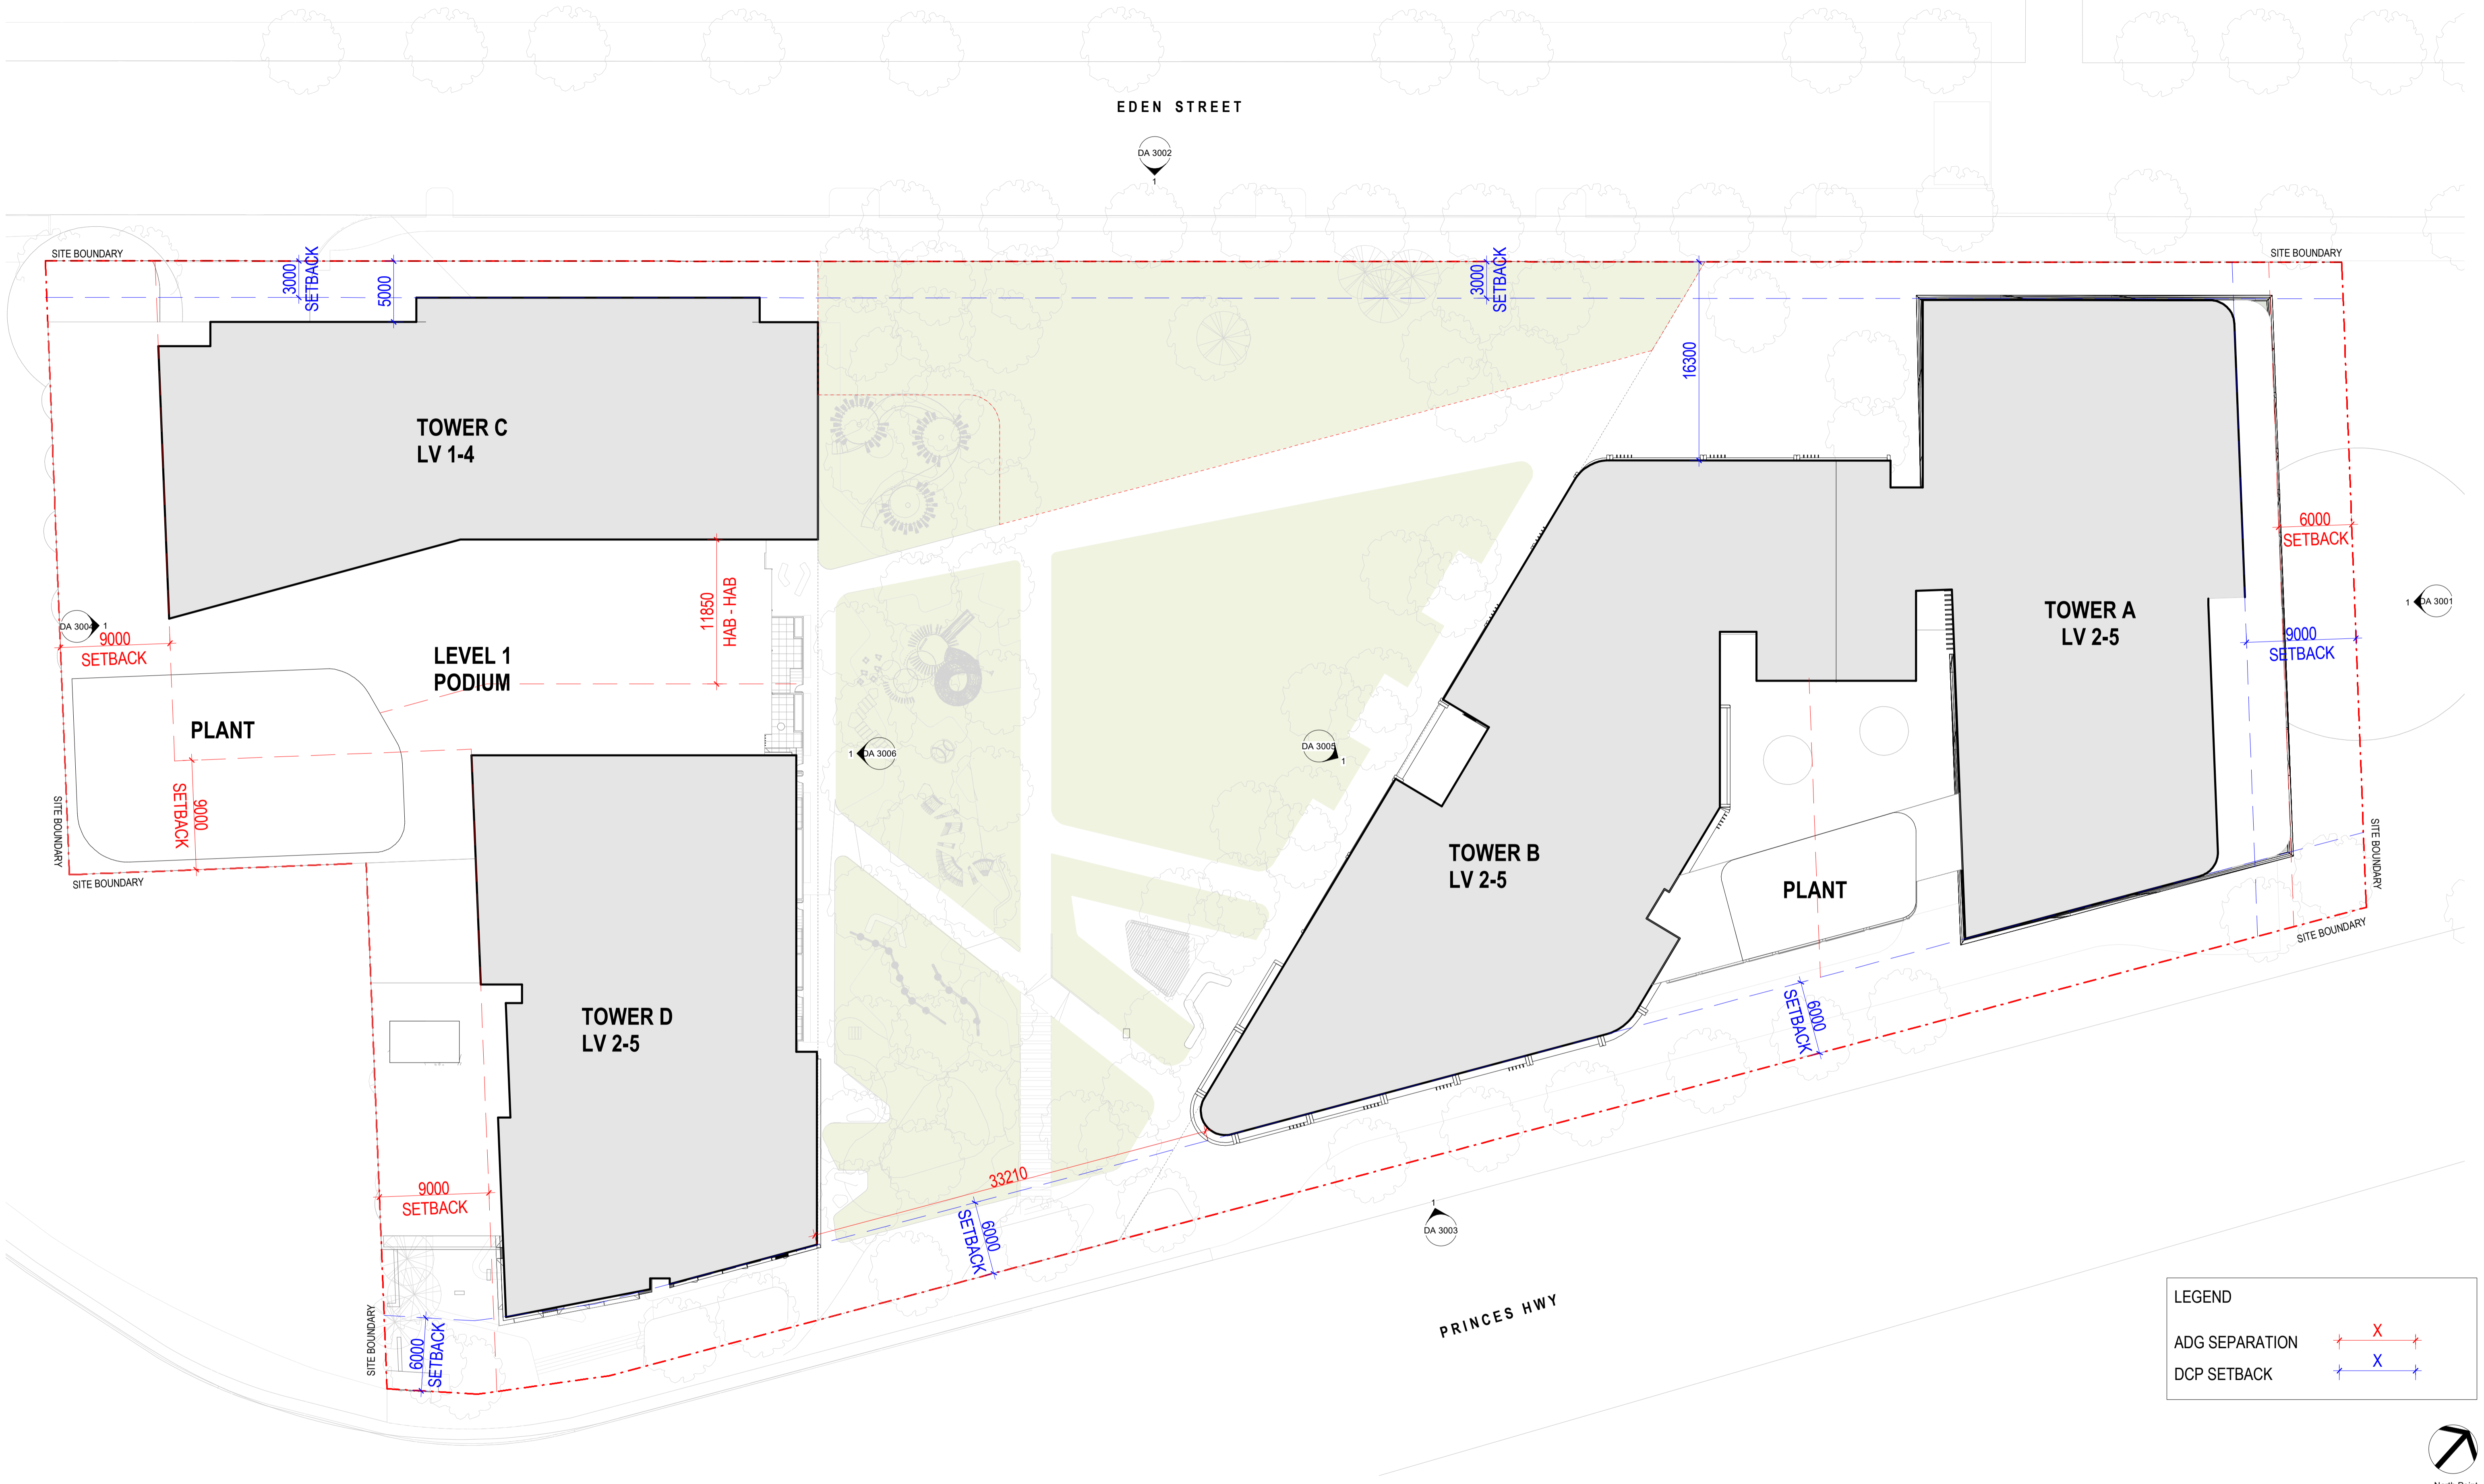 EDEN STREET
DA 3002
1
SITE BOUNDARY
3000
SETBACK
5000
3000
SETBACK
SITE BOUNDARY
16300
TOWER C
LV 1-4
6000
SETBACK
11850
HAB - HAB
DA 3004
1
9000
SETBACK
LEVEL 1
PODIUM
PLANT
TOWER A
LV 2-5
1
DA 3001
9000
SETBACK
1
DA 3006
DA 3005
1
9000
SETBACK
SITE BOUNDARY
SITE BOUNDARY
TOWER B
LV 2-5
PLANT
SITE BOUNDARY
SITE BOUNDARY
TOWER D
LV 2-5
6000
SETBACK
9000
SETBACK
33210
6000
SETBACK
1
DA 3003
SITE BOUNDARY
6000
SETBACK
PRINCES HWY
LEGEND
ADG SEPARATION
X
DCP SETBACK
X